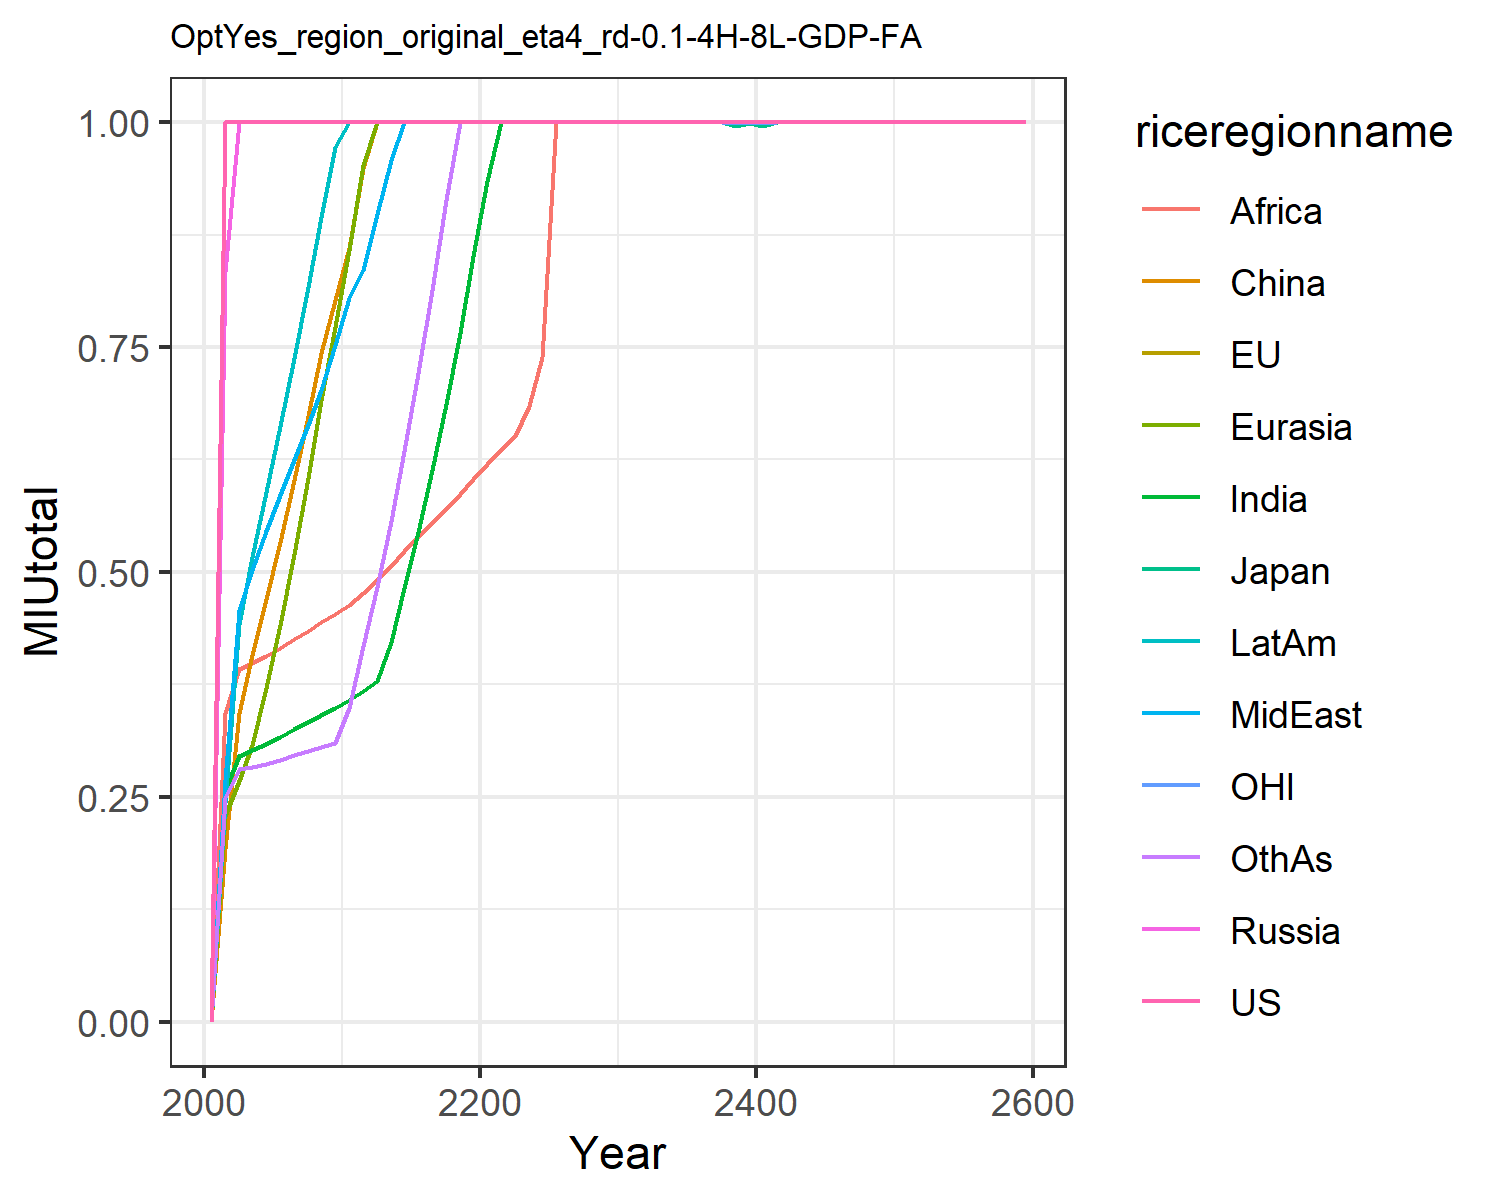 OptYes_region_original_eta4_rd-0.1-4H-8L-GDP-FA
1.00
0.75
0.50
0.25
0.00
MIUtotal
2000
2200
2400
2600
Year
riceregionname
Africa
China
EU
Eurasia
India
Japan
LatAm
MidEast
OHI
OthAs
Russia
US